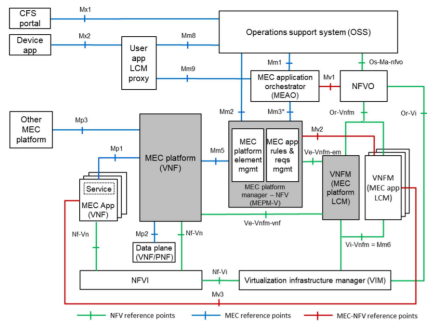 CFS
portal
Mx1
Operations support system (OSS)
Device
app
Mx2
User
app
LCM
proxy
Mm8
Mm9
Mm1
Os-Ma-nfvo
MEC application
orchestrator
(MEAO)
Mv1
NFVO
Other
MEC
platform
Mp3
Mm2
Mm3*
Or-Vnfm
Or-Vi
MEC platform
(VNF)
Mm5
MEC
platform
element
mgmt
MEC app
rules &
reqs
mgmt
MEC platform
manager – NFV
(MEPM-V)
Mv2
Ve-Vnfm-em
VNFM
(MEC
platform
LCM)
VNFM
(MEC app
LCM)
Mp1
Service
MEC App
(VNF)
Ve-Vnfm-vnf
Nf-Vn
Mp2
Nf-Vn
Data plane
(VNF/PNF)
Vi-Vnfm = Mm6
NFVI
Nf-Vi
Virtualization infrastructure manager (VIM)
Mv3
NFV reference points
MEC reference points
MEC-NFV reference points